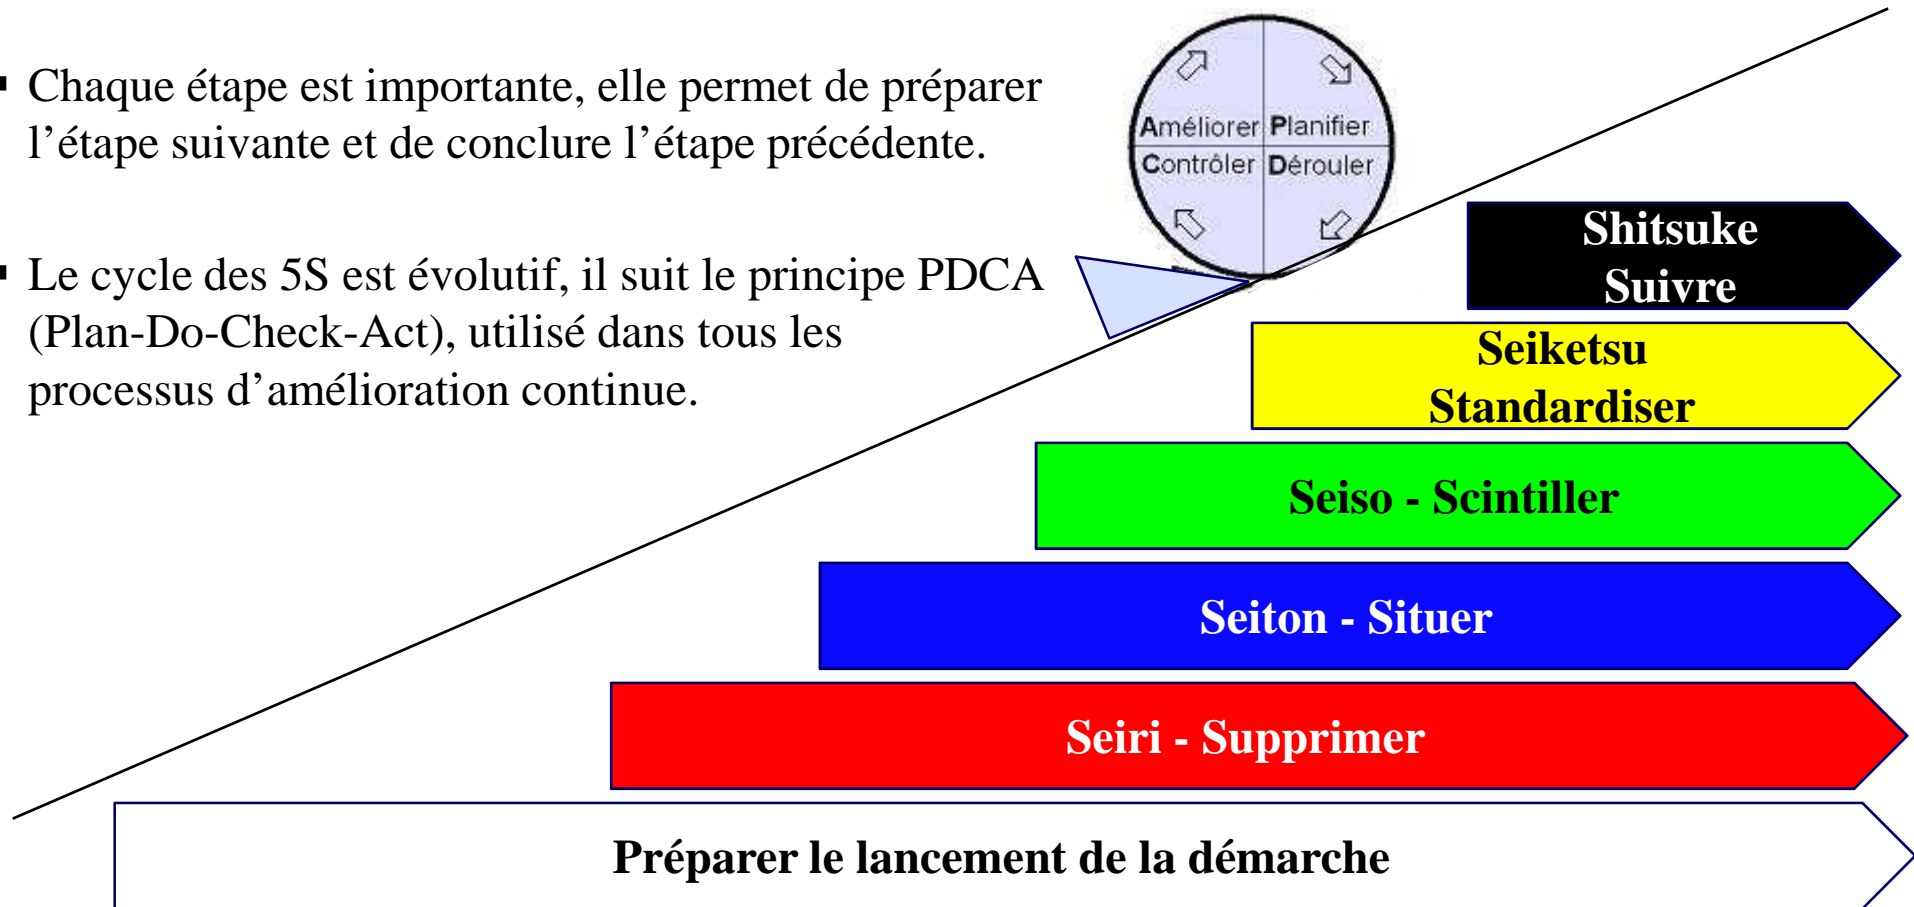 ▪ Chaque étape est importante, elle permet de préparer
l’étape suivante et de conclure l’étape précédente.
▪ Le cycle des 5S est évolutif, il suit le principe PDCA
(Plan-Do-Check-Act), utilisé dans tous les
processus d’amélioration continue.
Améliorer Planifier
Contrôler Dérouler
Shitsuke
Suivre
Seiketsu
Standardiser
Seiso - Scintiller
Seiton - Situer
Seiri - Supprimer
Préparer le lancement de la démarche